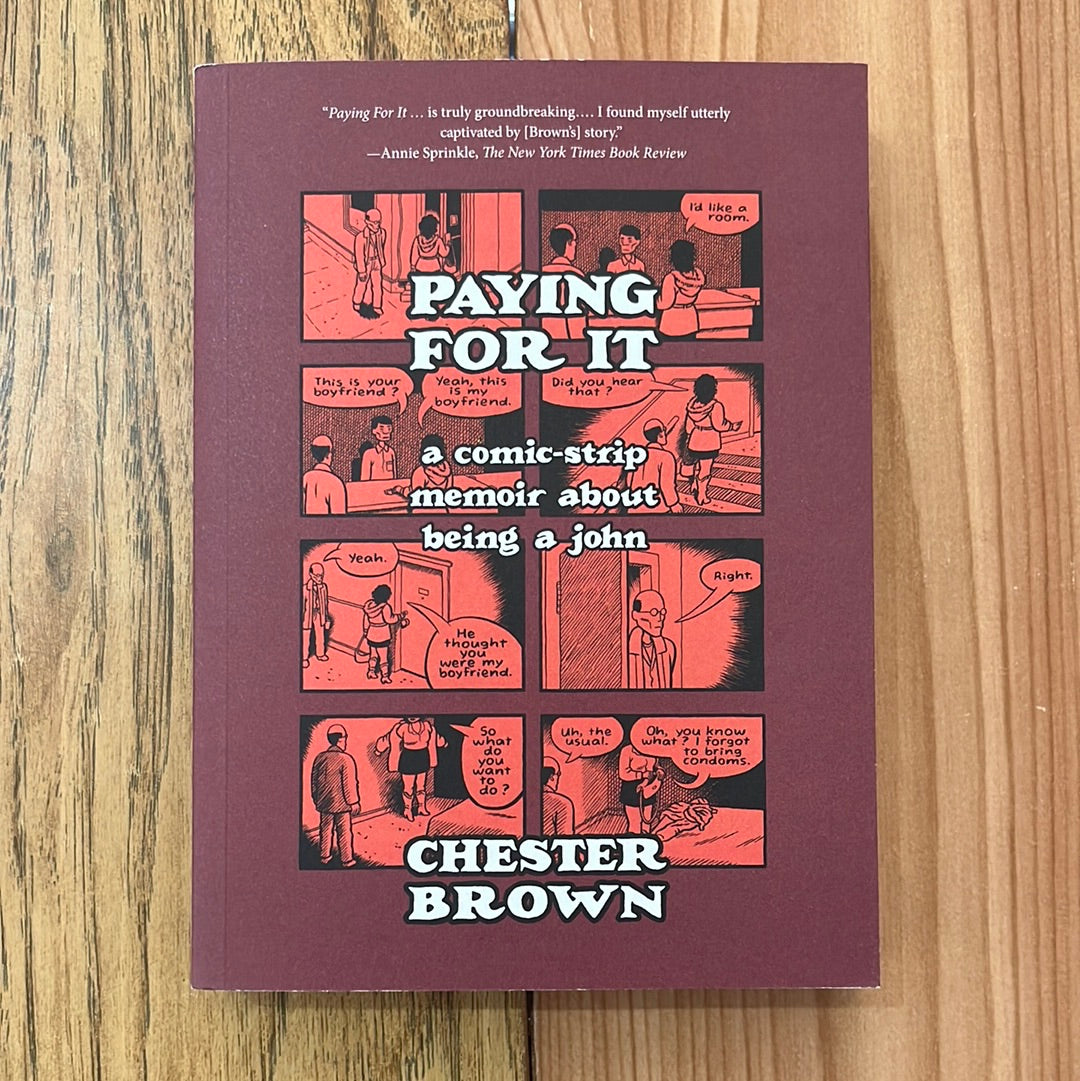 “Paying For It ... is truly groundbreaking.... I found myself utterly
captivated by [Brown’s] story.”
—Annie Sprinkle, The New York Times Book Review
I'd like a
room.
PAYING
FOR IT
This is your
boyfriend?
Yeah, this
is my
boyfriend.
Did you hear
that?
a comic-strip
memoir about
being a john
Yeah.
He
thought
you
were my
boyfriend.
Right.
So
what
do
you
want
to
do?
Uh, the
usual.
Oh, you know
what? I forgot
to bring
condoms.
CHESTER
BROWN